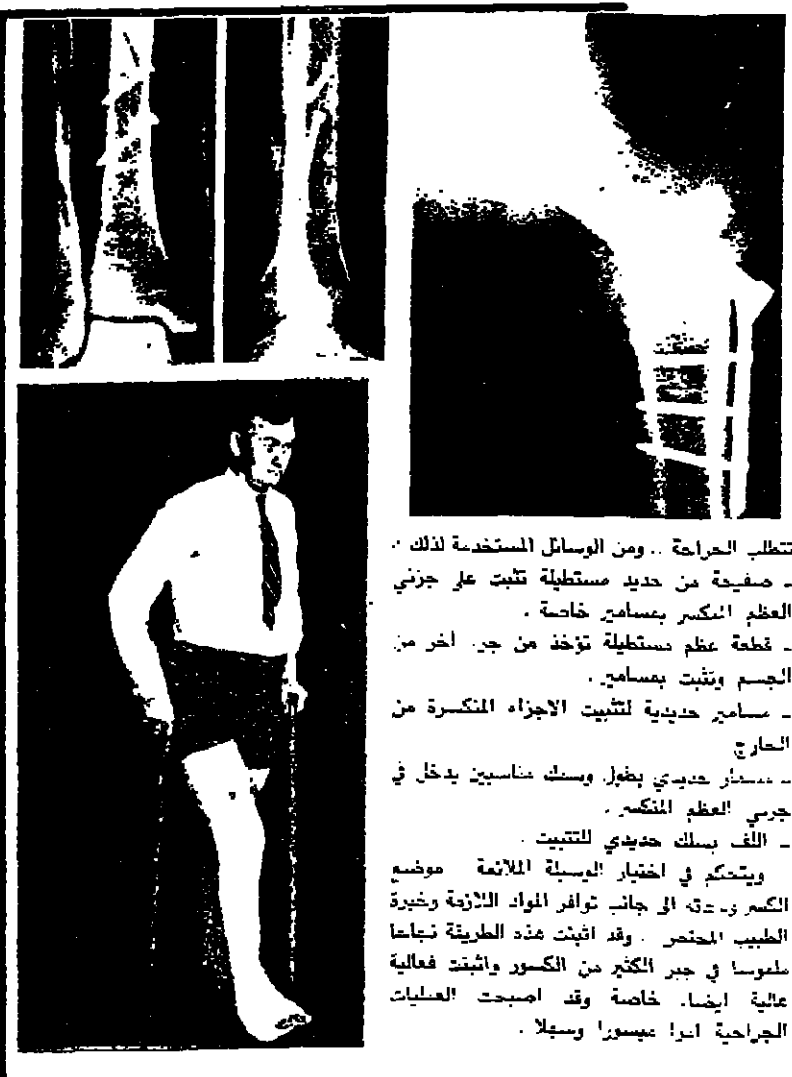 تتطلب الجراحة .. ومن الوسائل المستخدمة لذلك :
ـ صفيحة من حديد مستطيلة تثبت على جزئي
العظم المنكسر بمسامير خاصة .
ـ قطعة عظم مستطيلة تؤخذ من جزء آخر من
الجسم وتثبت بمسامير .
ـ مسامير حديدية لتثبيت الاجزاء المنكسرة من
الخارج
ـ مسمار حديدي بطول وبسمك مناسبين يدخل في
جزئي العظم المنكسر .
ـ اللف بسلك حديدي للتثبيت .
ويتحكم في اختيار الوسيلة الملائمة موضع
الكسر وحدته الى جانب توافر المواد اللازمة وخبرة
الطبيب المختص . وقد اثبتت هذه الطريقة نجاحا
ملموسا في جبر الكثير من الكسور واثبتت فعالية
عالية ايضا، خاصة وقد اصبحت العمليات
الجراحية امرا ميسورا وسهلا .